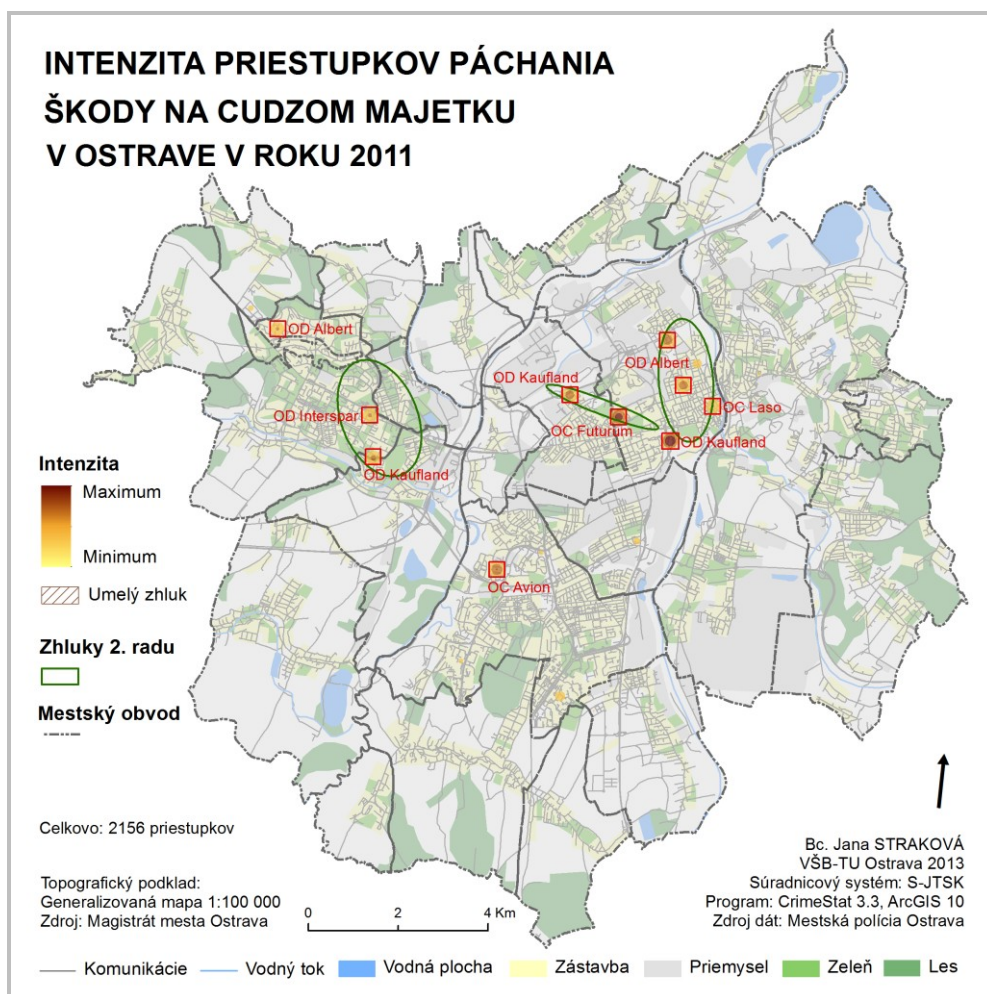 INTENZITA PRIESTUPKOV PÁCHANIA
ŠKODY NA CUDZOM MAJETKU
V OSTRAVE V ROKU 2011
OD Albert
OD Kaufland
OD Albert
OD Interspar
OC Futurum
OC Laso
OD Kaufland
OD Kaufland
OC Avion
Intenzita
Maximum
Minimum
Umelý zhluk
Zhluky 2. radu
Mestský obvod
Celkovo: 2156 priestupkov
Topografický podklad:
Generalizovaná mapa 1:100 000
Zdroj: Magistrát mesta Ostrava
0 2 4 Km
Bc. Jana STRAKOVÁ
VŠB-TU Ostrava 2013
Súradnicový systém: S-JTSK
Program: CrimeStat 3.3, ArcGIS 10
Zdroj dát: Mestská polícia Ostrava
Komunikácie Vodný tok Vodná plocha Zástavba Priemysel Zeleň Les